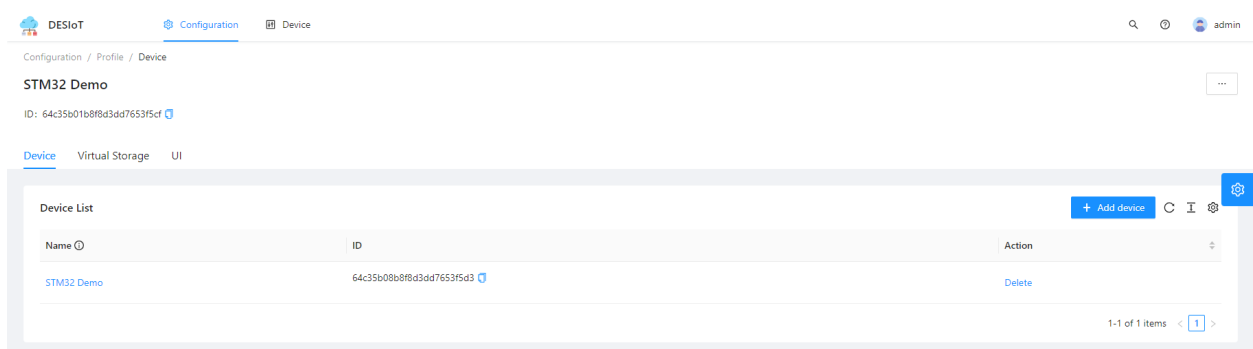 DESIoT Configuration Device admin
Configuration / Profile / Device
STM32 Demo
...
ID: 64c35b01b8f8d3dd7653f5cf
Device Virtual Storage UI
Device List + Add device
Name ID Action
STM32 Demo 64c35b08b8f8d3dd7653f5d3 Delete
1-1 of 1 items < 1 >